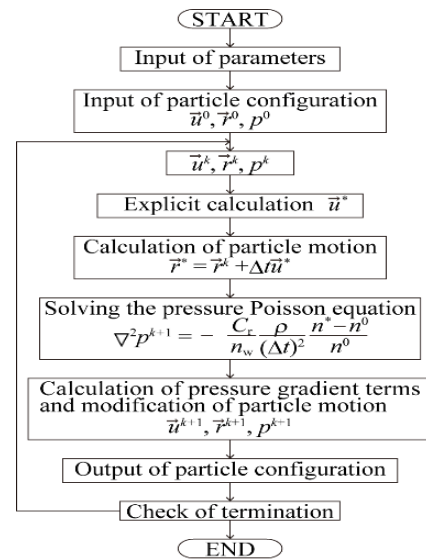 START
Input of parameters
Input of particle configuration
u⃗⁰, r⃗⁰, p⁰
u⃗ᵏ, r⃗ᵏ, pᵏ
Explicit calculation u⃗*
Calculation of particle motion
r⃗* = r⃗ᵏ + Δtu⃗*
Solving the pressure Poisson equation
∇²pᵏ⁺¹ = − (C_r / n_w) (ρ / (Δt)²) ((n* − n⁰) / n⁰)
Calculation of pressure gradient terms
and modification of particle motion
u⃗ᵏ⁺¹, r⃗ᵏ⁺¹, pᵏ⁺¹
Output of particle configuration
Check of termination
END